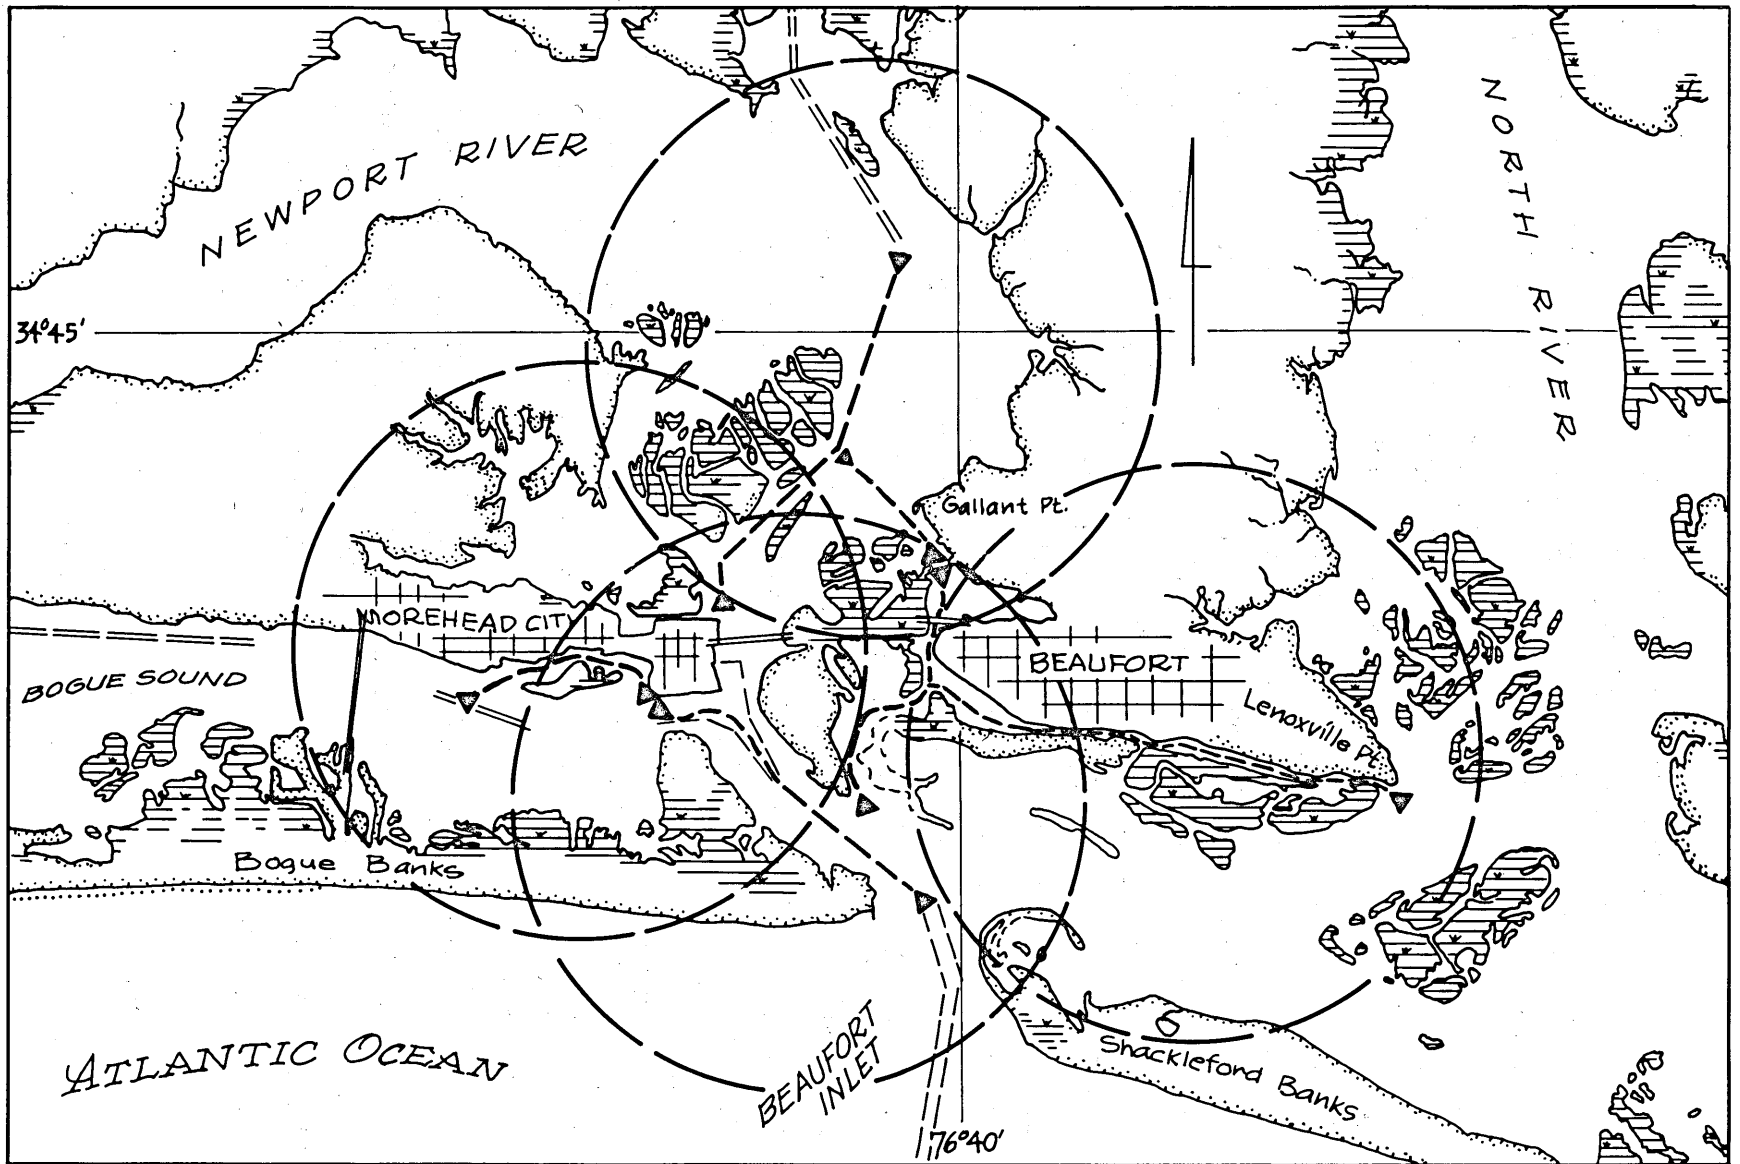 NEWPORT RIVER
NORTH RIVER
34°45'
Gallant Pt.
MOREHEAD CITY
BEAUFORT
BOGUE SOUND
Lenoxville Pt.
Bogue Banks
ATLANTIC OCEAN
BEAUFORT
INLET
Shackleford Banks
76°40'